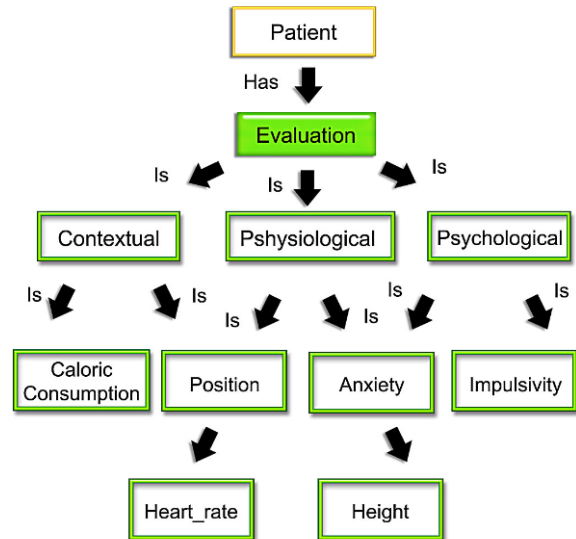 Patient
Has
Evaluation
Is
Is
Is
Contextual
Pshysiological
Psychological
Is
Is
Is
Is
Is
Is
Caloric
Consumption
Position
Anxiety
Impulsivity
Heart_rate
Height